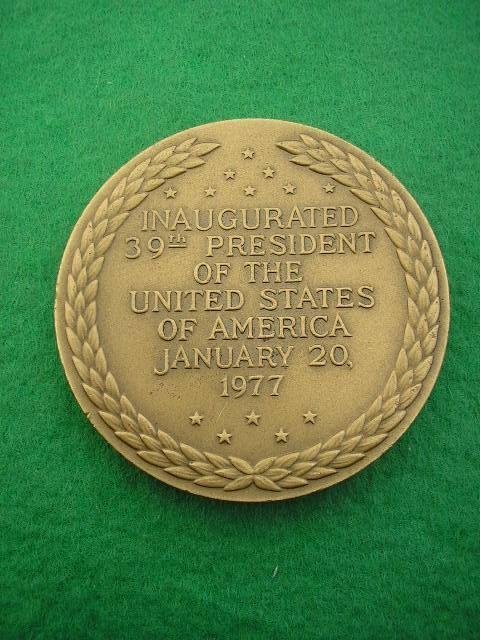 INAUGURATED
39th PRESIDENT
OF THE
UNITED STATES
OF AMERICA
JANUARY 20,
1977